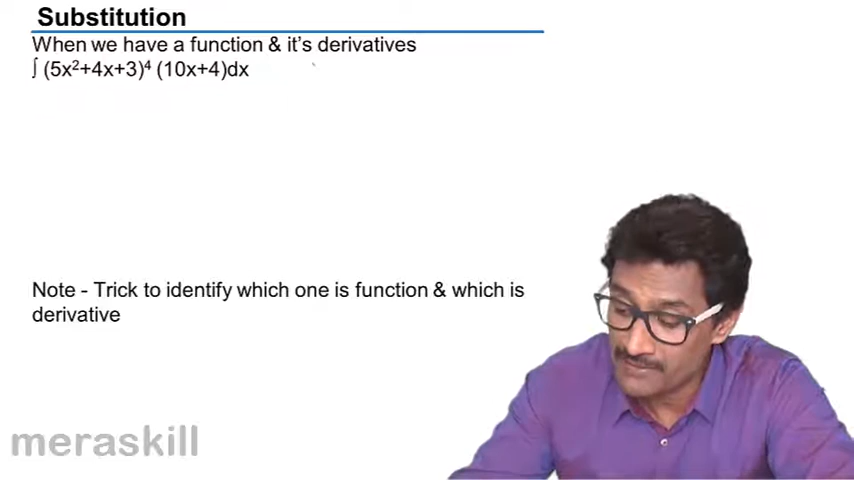 Substitution
When we have a function & it's derivatives
∫ (5x²+4x+3)⁴ (10x+4)dx
Note - Trick to identify which one is function & which is
derivative
meraskill